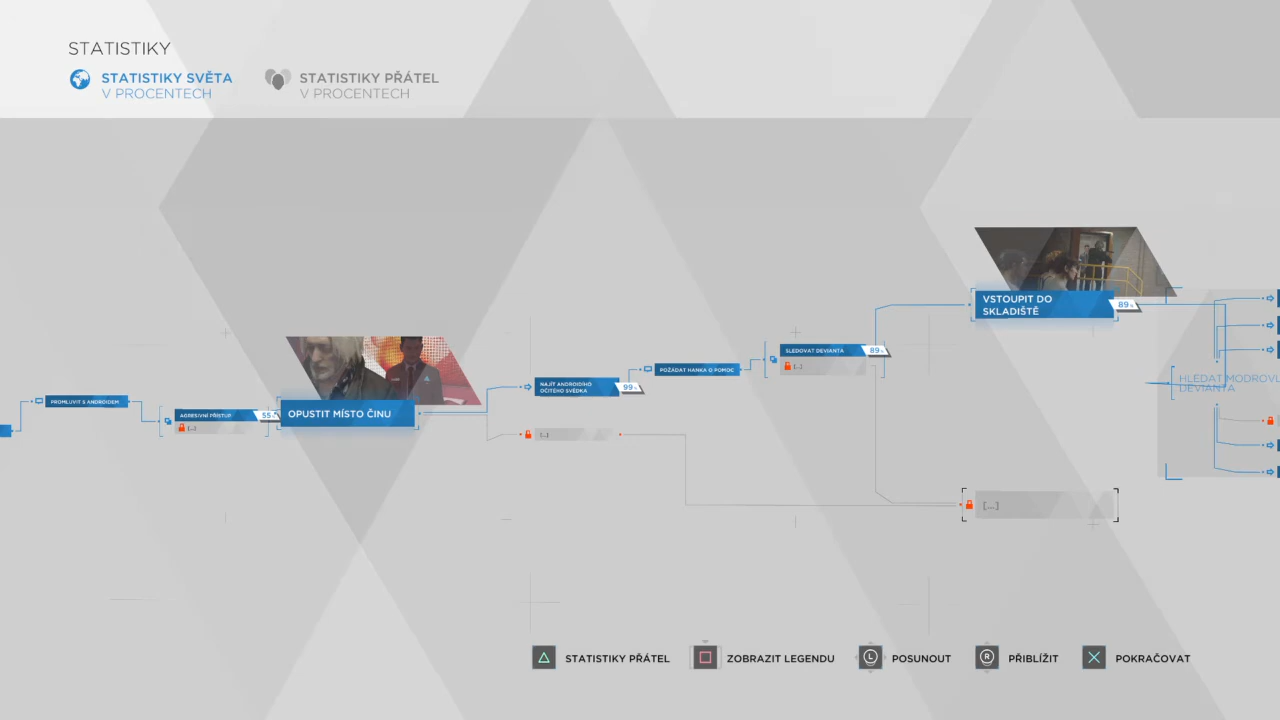 STATISTIKY
STATISTIKY SVĚTA
V PROCENTECH
STATISTIKY PŘÁTEL
V PROCENTECH
PROMLUVIT S ANDROIDEM
AGRESIVNÍ PŘÍSTUP
55%
[...]
OPUSTIT MÍSTO ČINU
NAJÍT ANDROIDÍHO
OČITÉHO SVĚDKA
99%
[...]
POŽÁDAT HANKA O POMOC
SLEDOVAT DEVIANTA
89%
[...]
VSTOUPIT DO
SKLADIŠTĚ
89%
HLEDAT MODROU
DEVIANTA
[...]
STATISTIKY PŘÁTEL
ZOBRAZIT LEGENDU
L
POSUNOUT
R
PŘIBLÍŽIT
POKRAČOVAT